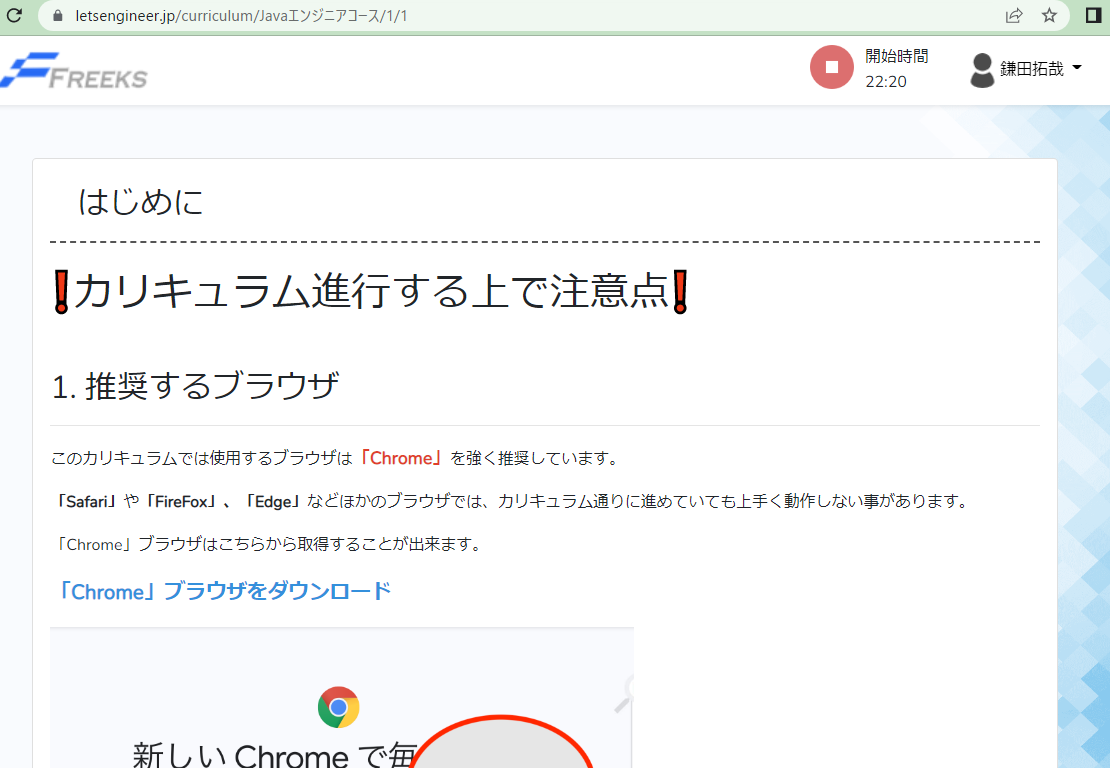 letsengineer.jp/curriculum/Javaエンジニアコース/1/1
FREEKS
開始時間
22:20
鎌田拓哉
はじめに
❗カリキュラム進行する上で注意点❗
1. 推奨するブラウザ
このカリキュラムでは使用するブラウザは「Chrome」を強く推奨しています。
「Safari」や「FireFox」、「Edge」などほかのブラウザでは、カリキュラム通りに進めていても上手く動作しない事があります。
「Chrome」ブラウザはこちらから取得することが出来ます。
「Chrome」ブラウザをダウンロード
新しい Chrome で毎